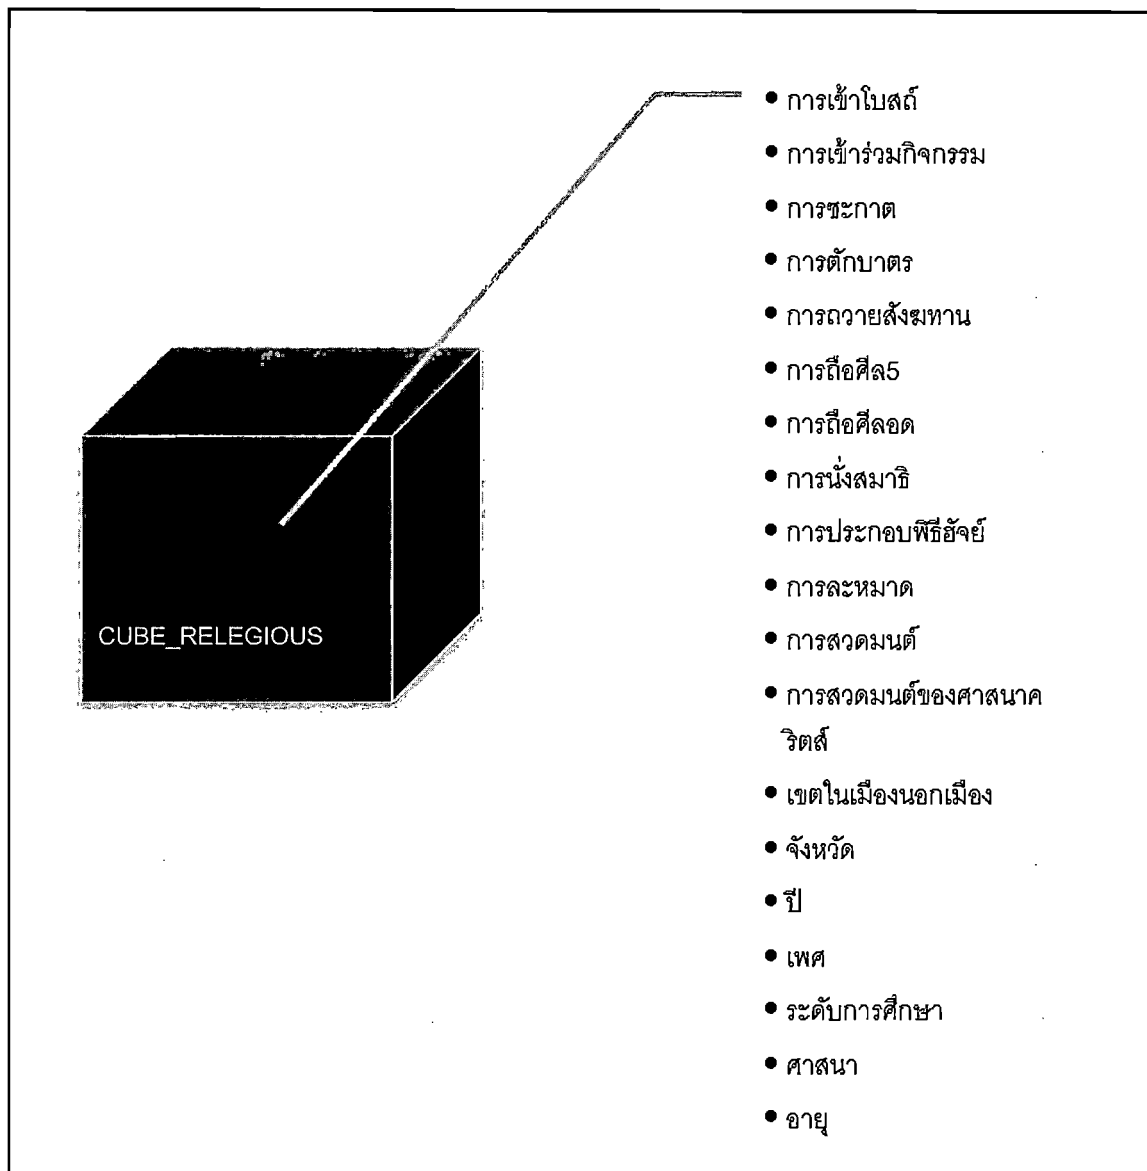 • การเข้าโบสถ์
• การเข้าร่วมกิจกรรม
• การซะกาต
• การตักบาตร
• การถวายสังฆทาน
• การถือศีล5
• การถือศีลอด
• การนั่งสมาธิ
• การประกอบพิธีฮัจย์
• การละหมาด
CUBE_RELEGIOUS
• การสวดมนต์
• การสวดมนต์ของศาสนาค
ริตส์
• เขตในเมืองนอกเมือง
• จังหวัด
• ปี
• เพศ
• ระดับการศึกษา
• ศาสนา
• อายุ